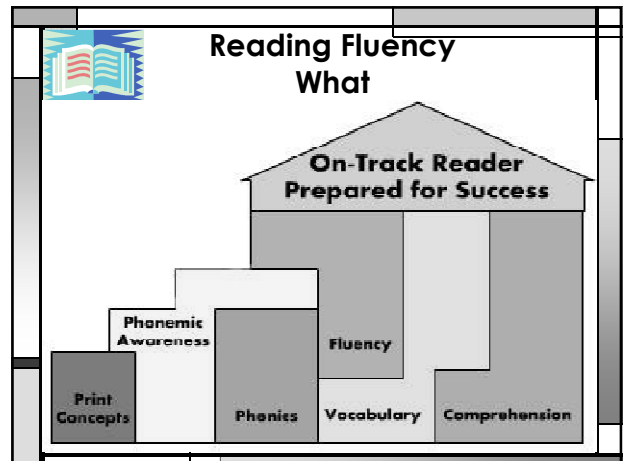 Reading Fluency
What
On-Track Reader
Prepared for Success
Phonemic
Awareness
Fluency
Print
Concepts
Phonics
Vocabulary
Comprehension